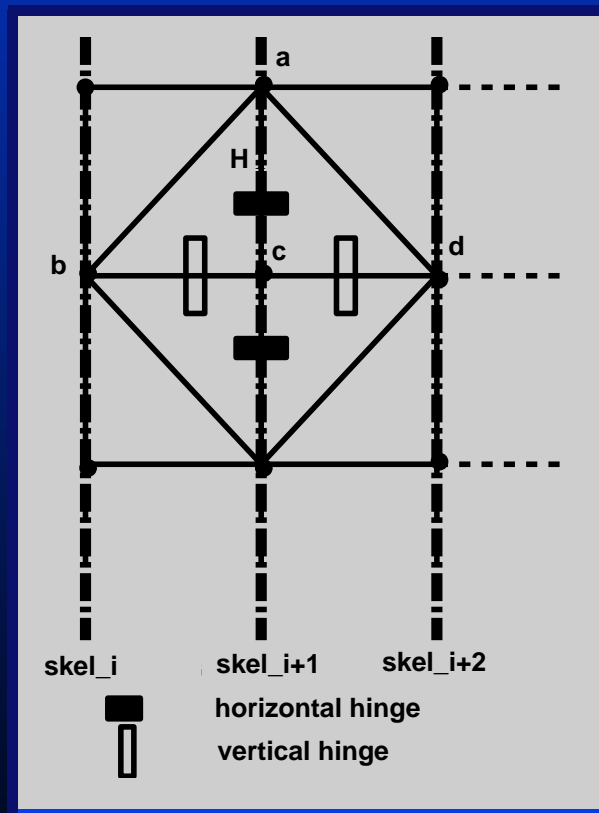 a
H
b
c
d
skel_i
skel_i+1
skel_i+2
horizontal hinge
vertical hinge